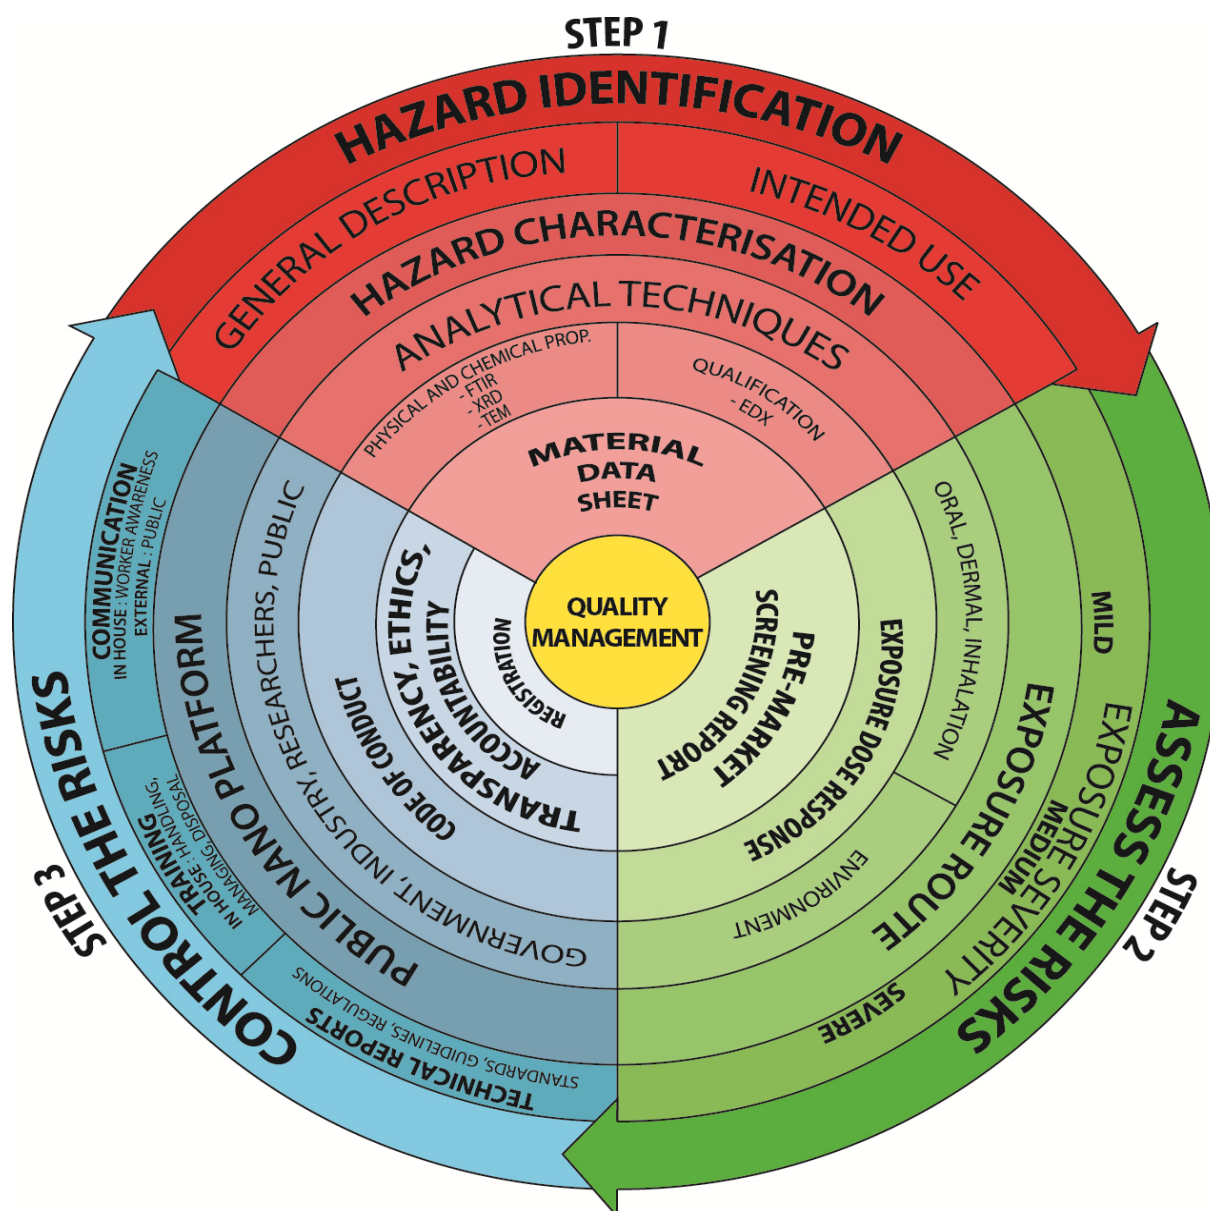 STEP 1
HAZARD IDENTIFICATION
GENERAL DESCRIPTION
INTENDED USE
HAZARD CHARACTERISATION
ANALYTICAL TECHNIQUES
PHYSICAL AND CHEMICAL PROP.
- FTIR
- XRD
-TEM
QUALIFICATION
- EDX
MATERIAL
DATA
SHEET
QUALITY
MANAGEMENT
STEP 2
ASSESS THE RISKS
EXPOSURE SEVERITY
MILD
MEDIUM
SEVERE
EXPOSURE ROUTE
ORAL, DERMAL, INHALATION
ENVIRONMENT
EXPOSURE DOSE RESPONSE
PRE-MARKET
SCREENING REPORT
STEP 3
CONTROL THE RISKS
TECHNICAL REPORTS
STANDARDS, GUIDELINES, REGULATIONS
TRAINING
IN HOUSE : HANDLING,
MANAGING, DISPOSAL
COMMUNICATION
IN HOUSE : WORKER AWARENESS
EXTERNAL : PUBLIC
PUBLIC NANO PLATFORM
GOVERNMENT, INDUSTRY, RESEARCHERS, PUBLIC
CODE OF CONDUCT
TRANSPARENCY, ETHICS,
ACCOUNTABILITY
REGISTRATION